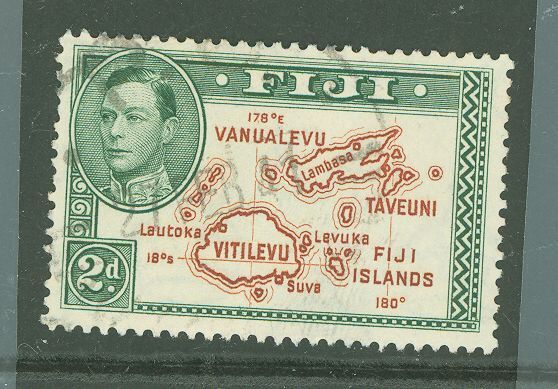 · FIJI ·
178°E
VANUALEVU
Lambasa
TAVEUNI
Lautoka
VITILEVU
Levuka
18°S
FIJI
ISLANDS
Suva
180°
2d